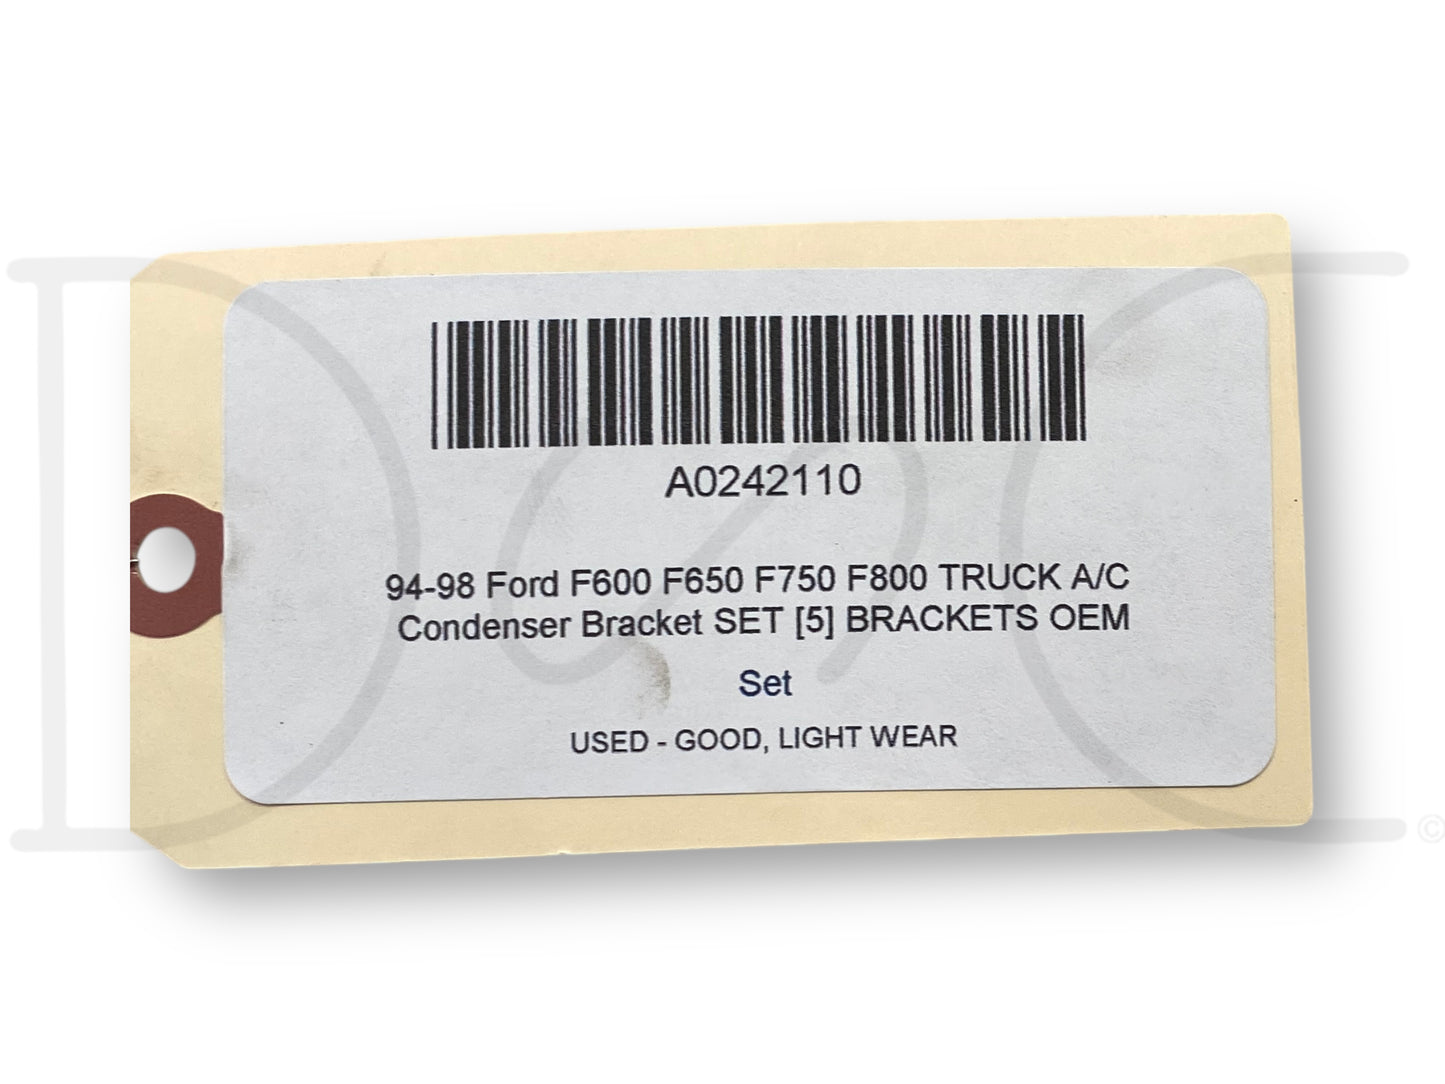 A0242110
94-98 Ford F600 F650 F750 F800 TRUCK A/C
Condenser Bracket SET [5] BRACKETS OEM
Set
USED - GOOD, LIGHT WEAR
©